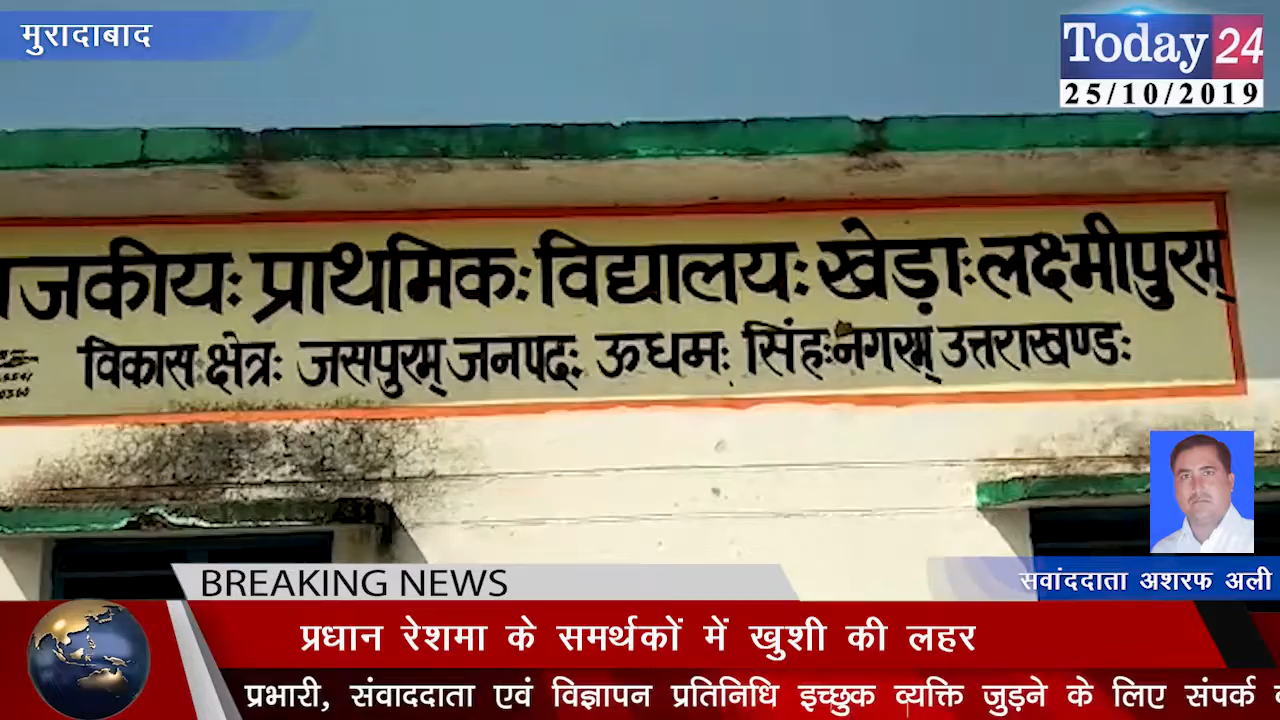 मुरादाबाद
Today 24
25/10/2019
जकीयः प्राथमिकः विद्यालयः खेड़ाः लक्ष्मीपुरम्
विकास क्षेत्रः जसपुरम् जनपदः ऊधमः सिंहः नगरम् उत्तराखण्डः
BREAKING NEWS
सवांददाता अशरफ अली
प्रधान रेशमा के समर्थकों में खुशी की लहर
प्रभारी, संवाददाता एवं विज्ञापन प्रतिनिधि इच्छुक व्यक्ति जुड़ने के लिए संपर्क